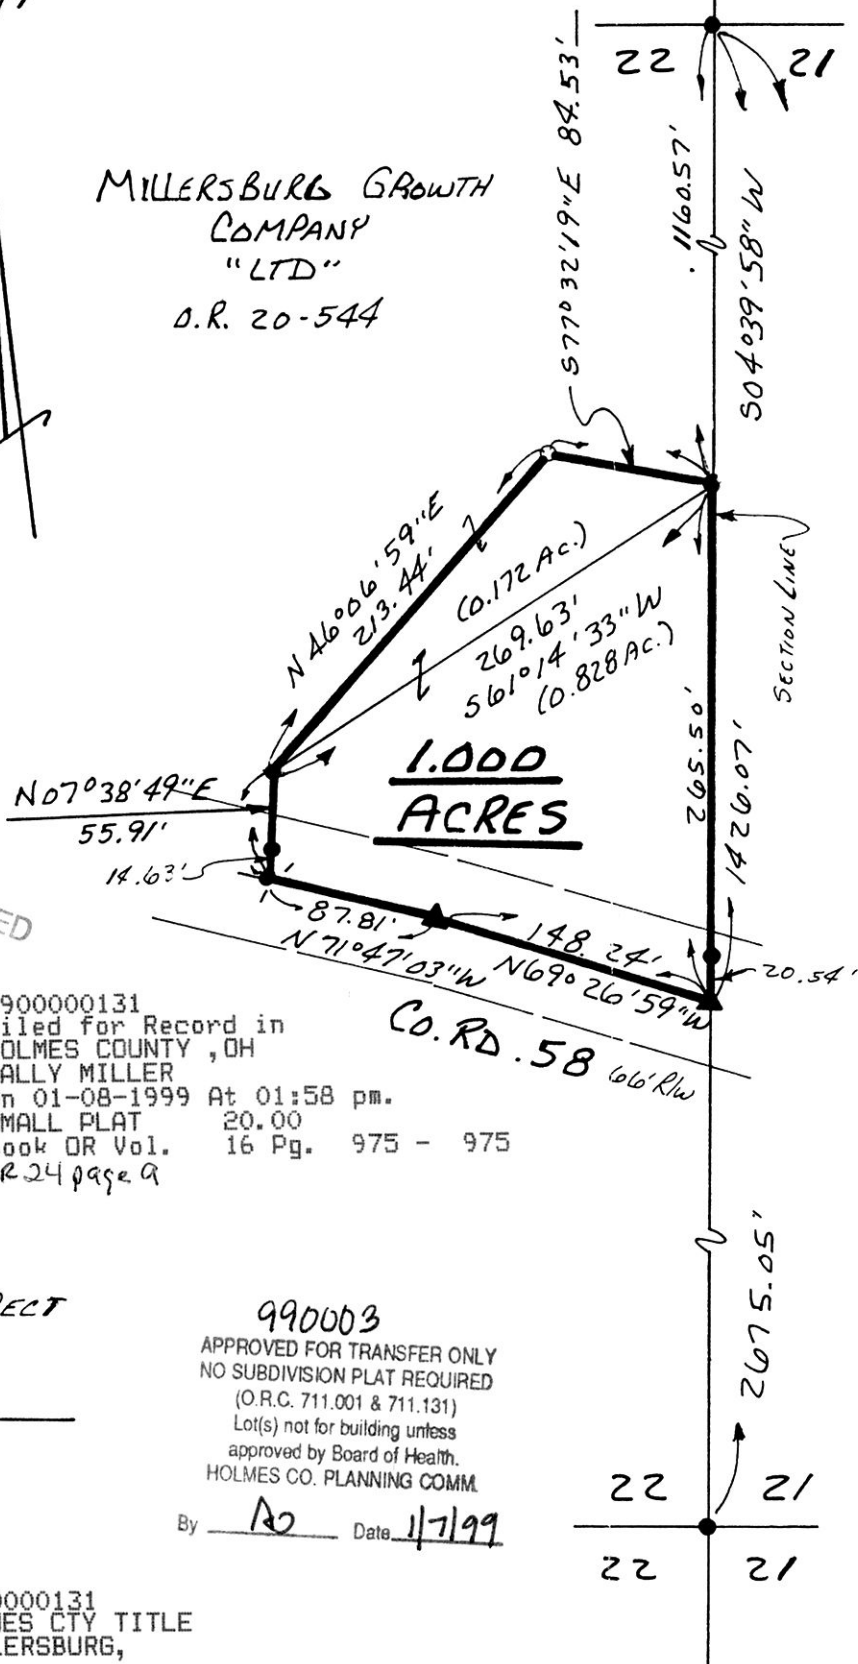 22
21
S77°32'19"E 84.53'
1160.57'
S04°39'58"W
MILLERSBURG GROWTH
COMPANY
"LTD"
O.R. 20-544
N46°06'59"E
213.44'
(0.172 Ac.)
269.63'
S61°14'33"W
(0.828 Ac.)
SECTION LINE
265.50'
1426.07'
1.000
ACRES
N07°38'49"E
55.91'
14.63'
87.81'
N71°47'03"W
148.24'
N69°26'59"W
20.54'
CO. RD. 58 66' R/W
ED
900000131
iled for Record in
OLMES COUNTY ,OH
ALLY MILLER
n 01-08-1999 At 01:58 pm.
MALL PLAT 20.00
ook OR Vol. 16 Pg. 975 - 975
R 24 page 9
2675.05'
ECT
990003
APPROVED FOR TRANSFER ONLY
NO SUBDIVISION PLAT REQUIRED
(O.R.C. 711.001 & 711.131)
Lot(s) not for building unless
approved by Board of Health.
HOLMES CO. PLANNING COMM.
By Date 1/7/99
22 21
22 21
0000131
MES CTY TITLE
LERSBURG,